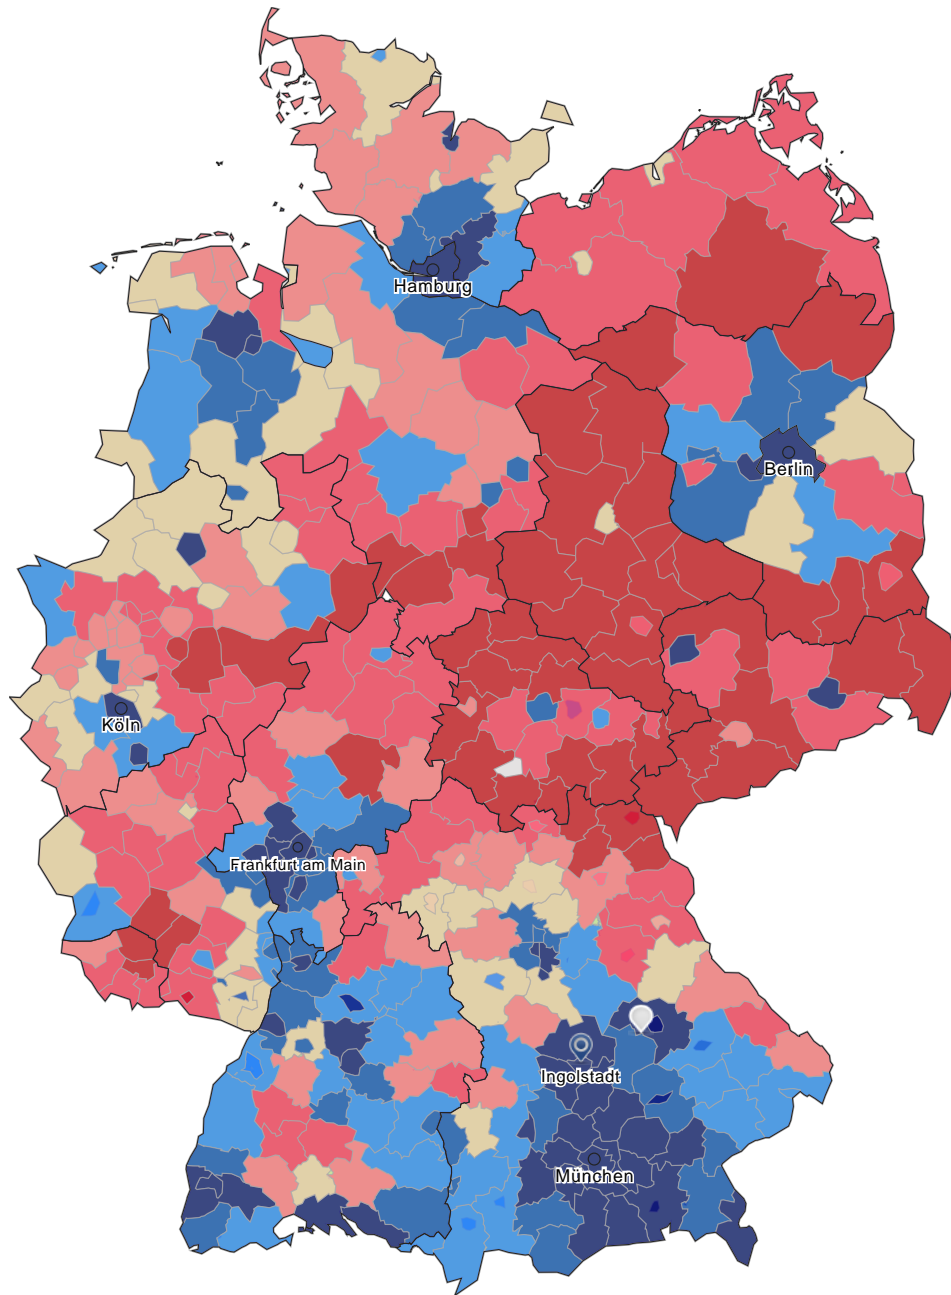 Hamburg
Berlin
Köln
Frankfurt am Main
Ingolstadt
München